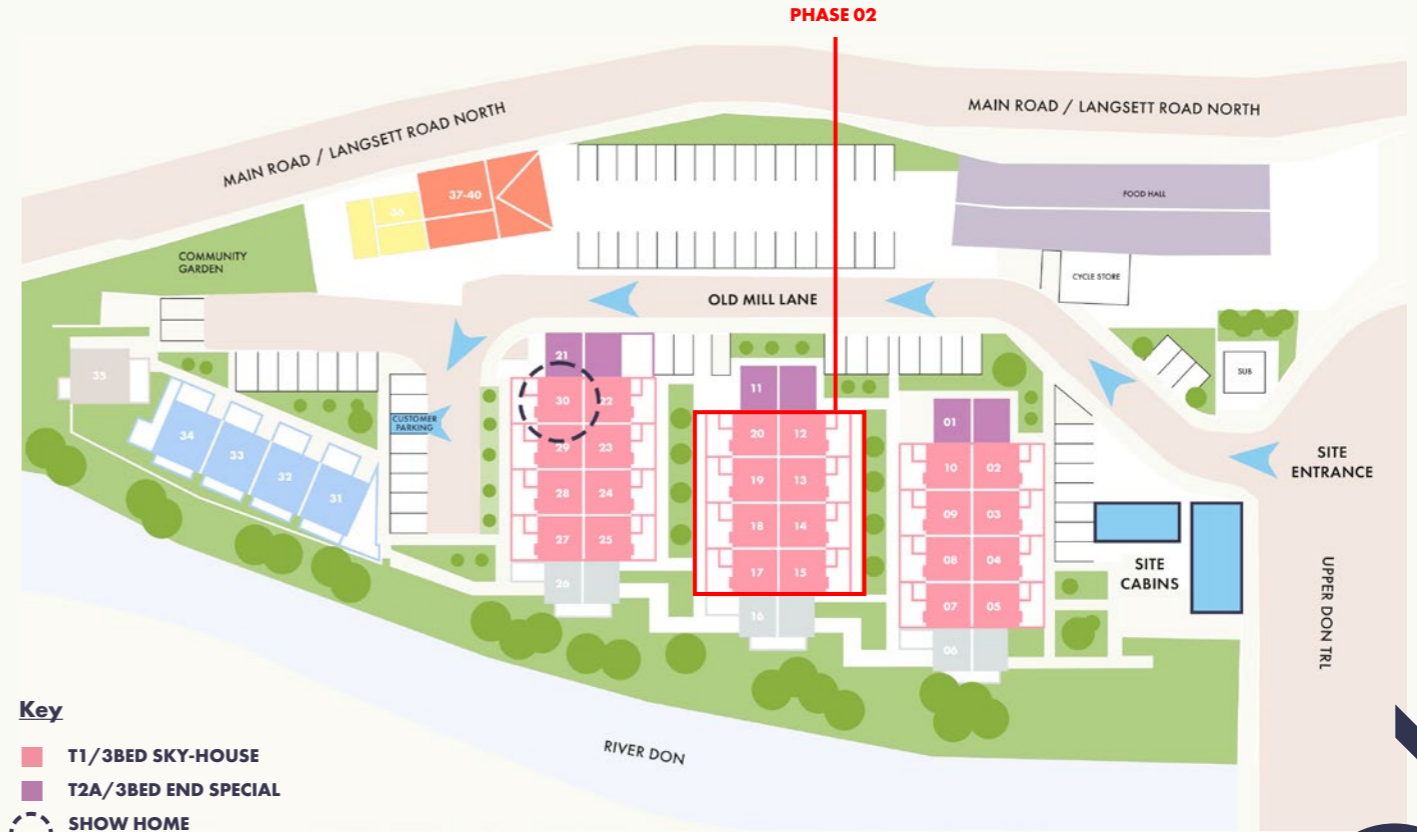 PHASE 02
MAIN ROAD / LANGSETT ROAD NORTH
MAIN ROAD / LANGSETT ROAD NORTH
36
37-40
FOOD HALL
COMMUNITY
GARDEN
CYCLE STORE
OLD MILL LANE
SUB
35
34
33
32
31
CUSTOMER
PARKING
21
30
22
29
23
28
24
27
25
26
11
20
12
19
13
18
14
17
15
16
01
10
02
09
03
08
04
07
05
06
SITE
ENTRANCE
SITE
CABINS
UPPER DON TRL
RIVER DON
Key
T1/3BED SKY-HOUSE
T2A/3BED END SPECIAL
SHOW HOME